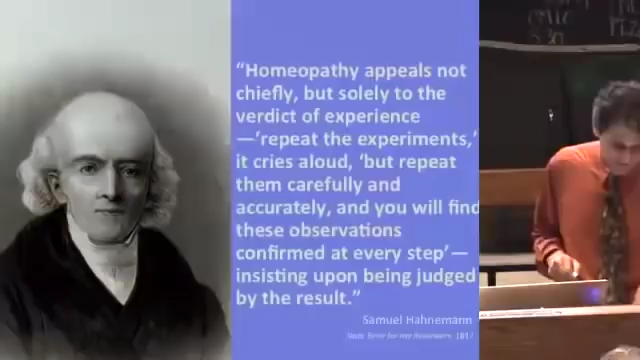 “Homeopathy appeals not
chiefly, but solely to the
verdict of experience
—‘repeat the experiments,’
it cries aloud, ‘but repeat
them carefully and
accurately, and you will find
these observations
confirmed at every step’—
insisting upon being judged
by the result.”
Samuel Hahnemann